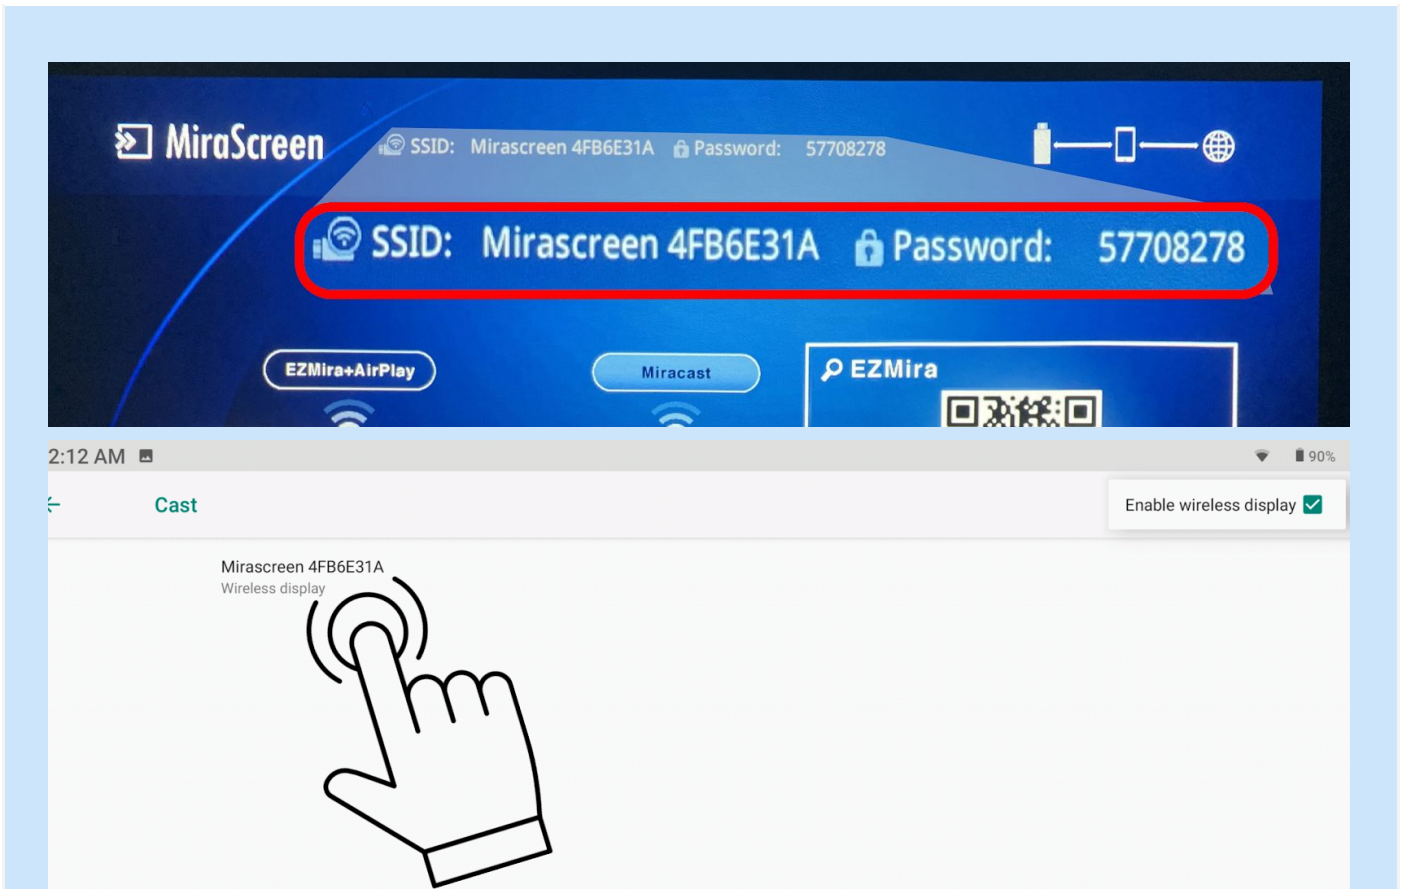 MiraScreen SSID: Mirascreen 4FB6E31A Password: 57708278
SSID: Mirascreen 4FB6E31A Password: 57708278
EZMira+AirPlay Miracast EZMira
2:12 AM 90%
Cast Enable wireless display
Mirascreen 4FB6E31A
Wireless display